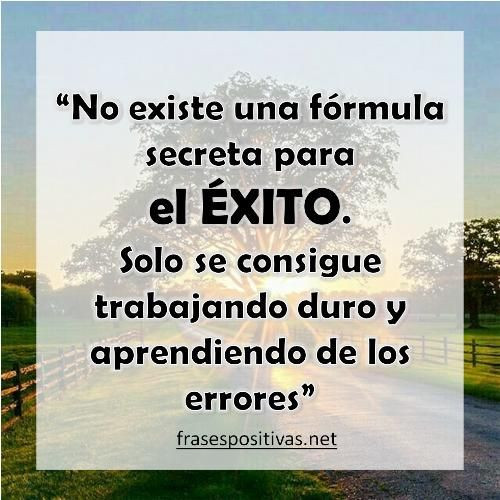 “No existe una fórmula
secreta para
el ÉXITO.
Solo se consigue
trabajando duro y
aprendiendo de los
errores”
frasespositivas.net